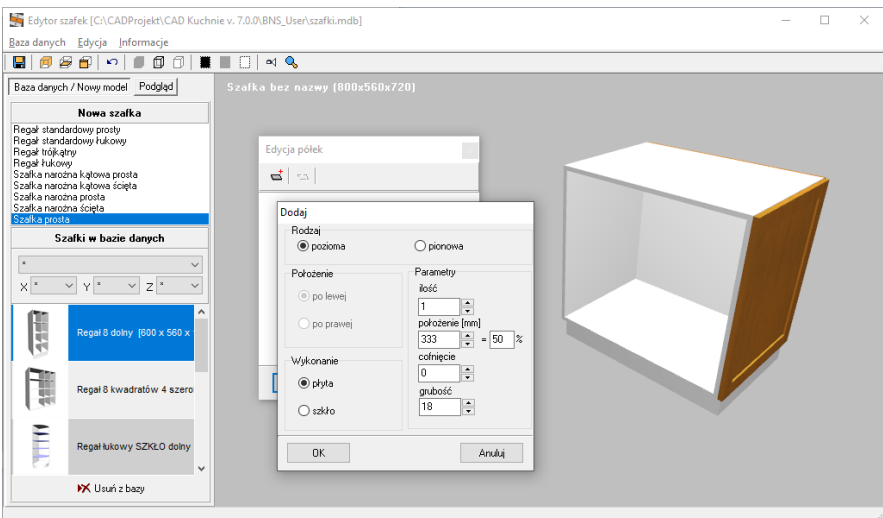 Edytor szafek [C:\CADProjekt\CAD Kuchnie v. 7.0.0\BNS_User\szafki.mdb]
Baza danych Edycja Informacje
Baza danych / Nowy model Podgląd
Szafka bez nazwy (800x560x720)
Nowa szafka
Regał standardowy prosty
Regał standardowy łukowy
Regał trójkątny
Regał łukowy
Szafka narożna kątowa prosta
Szafka narożna kątowa ścięta
Szafka narożna prosta
Szafka narożna ścięta
Szafka prosta
Szafki w bazie danych
*
X * Y * Z *
Regał 8 dolny [600 x 560 x
Regał 8 kwadratów 4 szero
Regał łukowy SZKŁO dolny
Usuń z bazy
Edycja półek
Dodaj
Rodzaj
pozioma pionowa
Położenie
po lewej
po prawej
Wykonanie
płyta
szkło
Parametry
ilość
1
położenie [mm]
333 = 50 %
cofnięcie
0
grubość
18
OK Anuluj